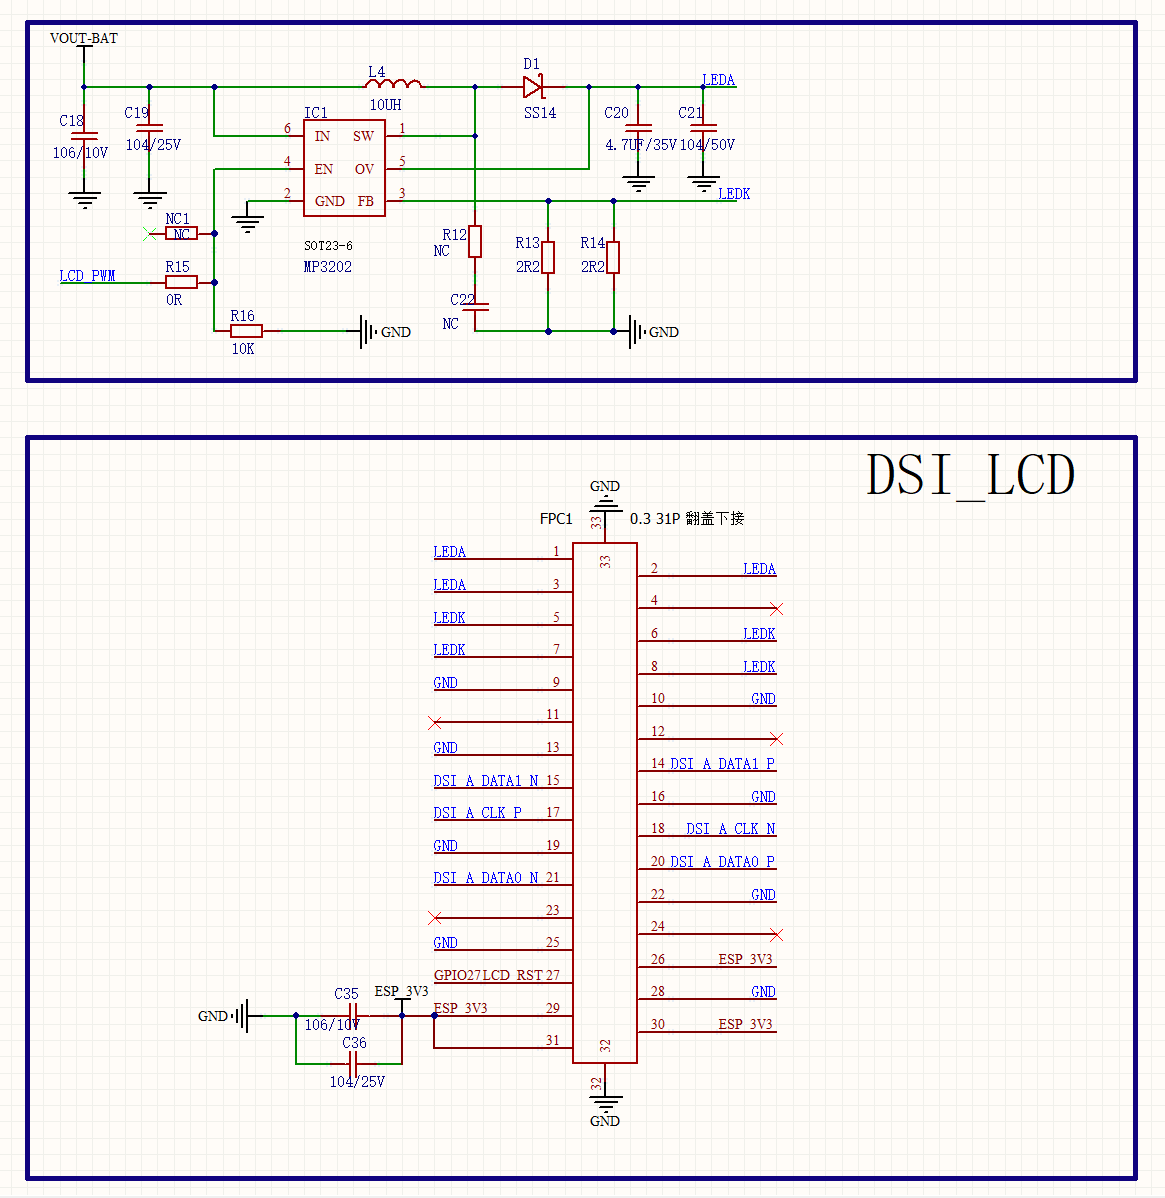 VOUT-BAT
C18
106/10V
C19
104/25V
L4
10UH
D1
SS14
LEDA
C20
4.7UF/35V
C21
104/50V
IC1
6 IN SW 1
4 EN OV 5
2 GND FB 3
LEDK
SOT23-6
MP3202
NC1
NC
LCD_PWM
R15
0R
R16
10K
GND
R12
NC
C22
NC
R13
2R2
R14
2R2
GND
DSI_LCD
GND
33
FPC1
0.3 31P 翻盖下接
33
LEDA 1
2 LEDA
LEDA 3
4
LEDK 5
6 LEDK
LEDK 7
8 LEDK
GND 9
10 GND
11
12
GND 13
14 DSI_A_DATA1_P
DSI_A_DATA1_N 15
16 GND
DSI_A_CLK_P 17
18 DSI_A_CLK_N
GND 19
20 DSI_A_DATA0_P
DSI_A_DATA0_N 21
22 GND
23
24
GND 25
26 ESP_3V3
GPIO27LCD_RST 27
28 GND
ESP_3V3 29
30 ESP_3V3
31
GND
C35
106/10V
ESP_3V3
C36
104/25V
32
32
GND